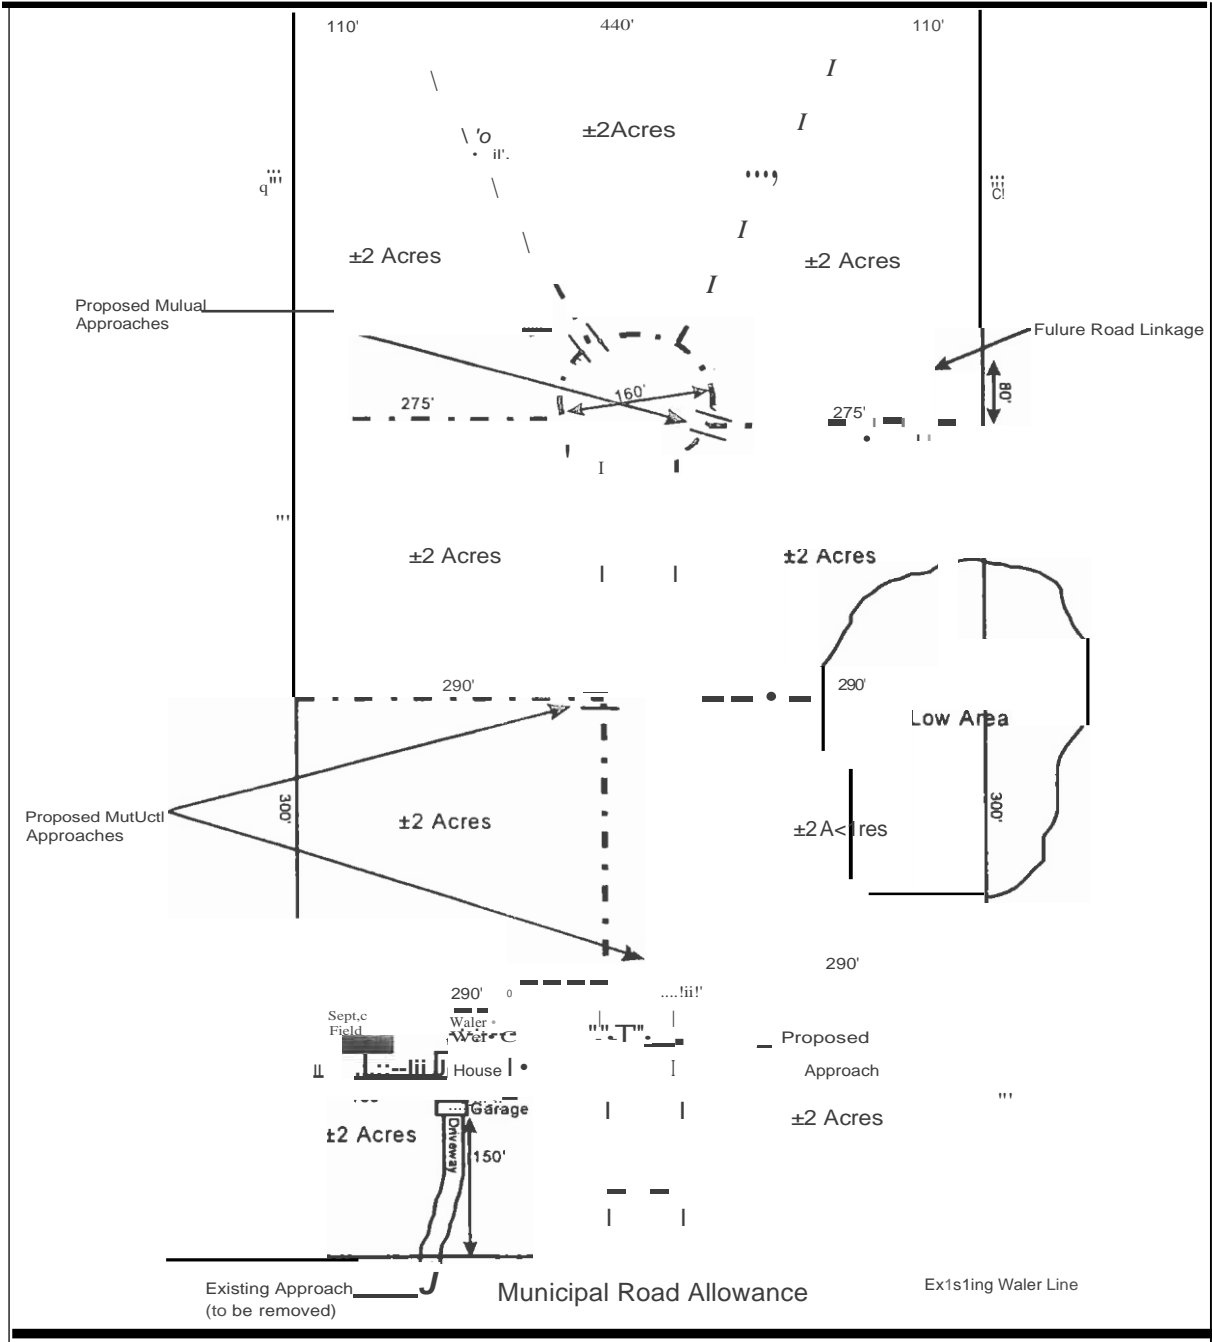 110'
440'
110'
±2Acres
±2 Acres
±2 Acres
Proposed Mulual
Approaches
Fulure Road Linkage
160'
80'
275'
275'
±2 Acres
±2 Acres
290'
290'
Low Area
300'
300'
Proposed MutUctl
Approaches
±2 Acres
±2A<1res
290'
290'
Sept,c
Field
Waler
House
Proposed
Approach
Garage
±2 Acres
Driveway
150'
±2 Acres
Existing Approach
(to be removed)
Municipal Road Allowance
Ex1s1ing Waler Line